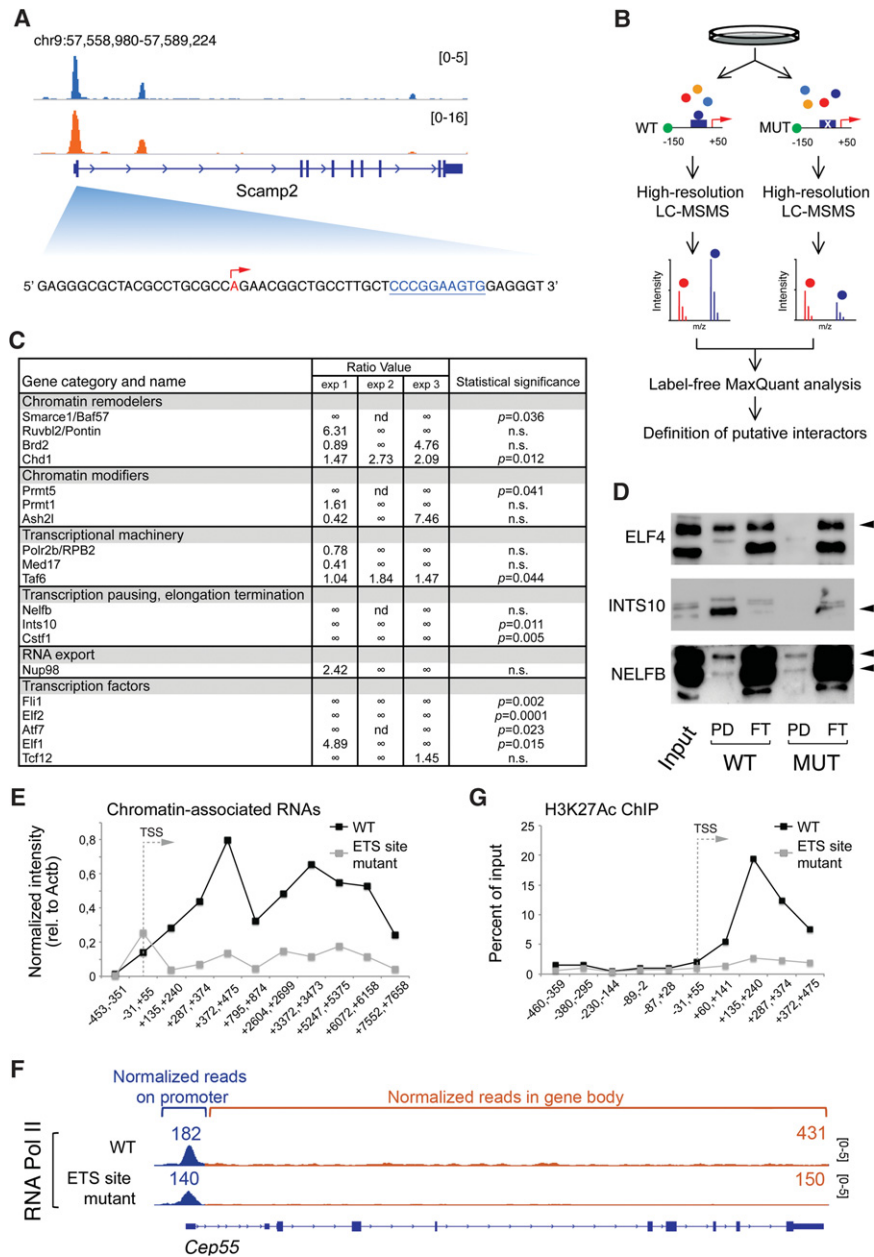 A
chr9:57,558,980-57,589,224
[0-5]
[0-16]
Scamp2
5' GAGGGCGCTACGCCTGCGCCAGAACGGCTGCCTTGCTCCCGGAAGTGGAGGGT 3'
B
WT
-150
+50
MUT
X
-150
+50
High-resolution
LC-MSMS
High-resolution
LC-MSMS
Intensity
m/z
Intensity
m/z
Label-free MaxQuant analysis
Definition of putative interactors
C
Gene category and name
Ratio Value
exp 1 exp 2 exp 3
Statistical significance
Chromatin remodelers
Smarce1/Baf57 ∞ nd ∞ p=0.036
Ruvbl2/Pontin 6.31 ∞ ∞ n.s.
Brd2 0.89 ∞ 4.76 n.s.
Chd1 1.47 2.73 2.09 p=0.012
Chromatin modifiers
Prmt5 ∞ nd ∞ p=0.041
Prmt1 1.61 ∞ ∞ n.s.
Ash2l 0.42 ∞ 7.46 n.s.
Transcriptional machinery
Polr2b/RPB2 0.78 ∞ ∞ n.s.
Med17 0.41 ∞ ∞ n.s.
Taf6 1.04 1.84 1.47 p=0.044
Transcription pausing, elongation termination
Nelfb ∞ nd ∞ n.s.
Ints10 ∞ ∞ ∞ p=0.011
Cstf1 ∞ ∞ ∞ p=0.005
RNA export
Nup98 2.42 ∞ ∞ n.s.
Transcription factors
Fli1 ∞ ∞ ∞ p=0.002
Elf2 ∞ ∞ ∞ p=0.0001
Atf7 ∞ nd ∞ p=0.023
Elf1 4.89 ∞ ∞ p=0.015
Tcf12 ∞ ∞ 1.45 n.s.
D
ELF4
INTS10
NELFB
Input
PD FT PD FT
WT MUT
E
Chromatin-associated RNAs
TSS
WT
ETS site
mutant
Normalized intensity
(rel. to Actb)
0,8
0,6
0,4
0,2
0
-453,-351
-31,+55
+135,+240
+287,+374
+372,+475
+795,+874
+2604,+2699
+3372,+3473
+5247,+5375
+6072,+6158
+7552,+7658
G
H3K27Ac ChIP
TSS
WT
ETS site
mutant
Percent of input
25
20
15
10
5
0
-460,-359
-380,-295
-230,-144
-89,-2
-87,+28
-31,+55
+60,+141
+135,+240
+287,+374
+372,+475
F
Normalized reads
on promoter
Normalized reads in gene body
RNA Pol II
WT
182
431
[0-5]
ETS site
mutant
140
150
[0-5]
Cep55